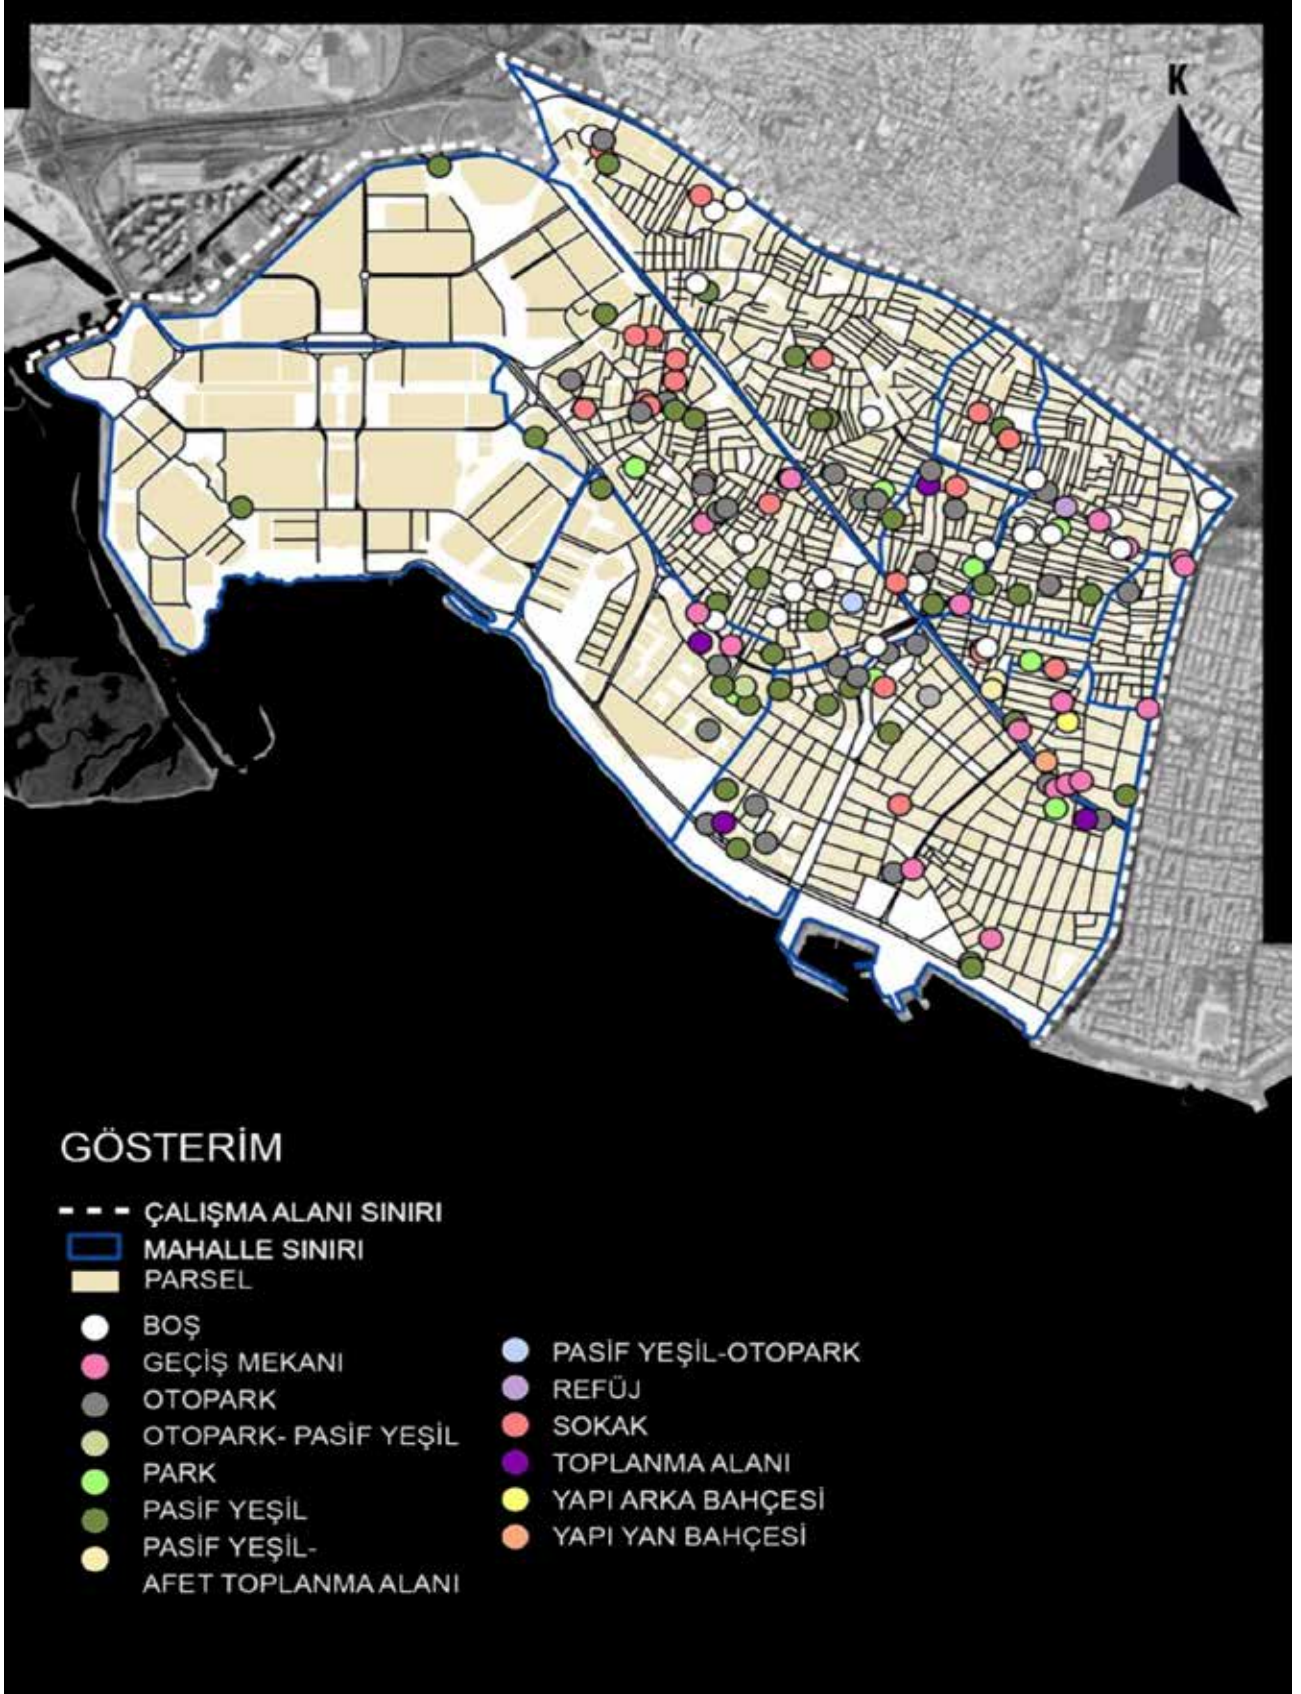 K
GÖSTERİM
ÇALIŞMA ALANI SINIRI
MAHALLE SINIRI
PARSEL
BOŞ
GEÇİŞ MEKANI
OTOPARK
OTOPARK- PASİF YEŞİL
PARK
PASİF YEŞİL
PASİF YEŞİL-
AFET TOPLANMA ALANI
PASİF YEŞİL-OTOPARK
REFÜJ
SOKAK
TOPLANMA ALANI
YAPI ARKA BAHÇESİ
YAPI YAN BAHÇESİ